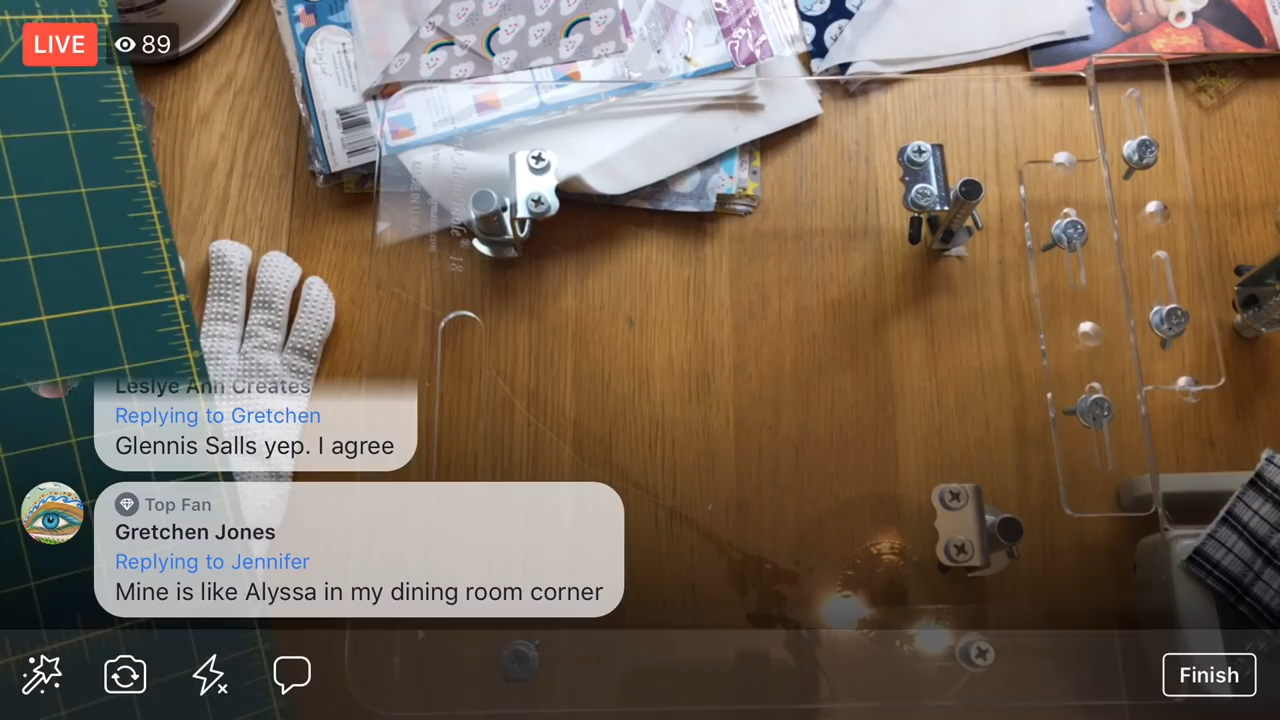 LIVE
89
Leslye Ann Creates
Replying to Gretchen
Glennis Salls yep. I agree
Top Fan
Gretchen Jones
Replying to Jennifer
Mine is like Alyssa in my dining room corner
Finish